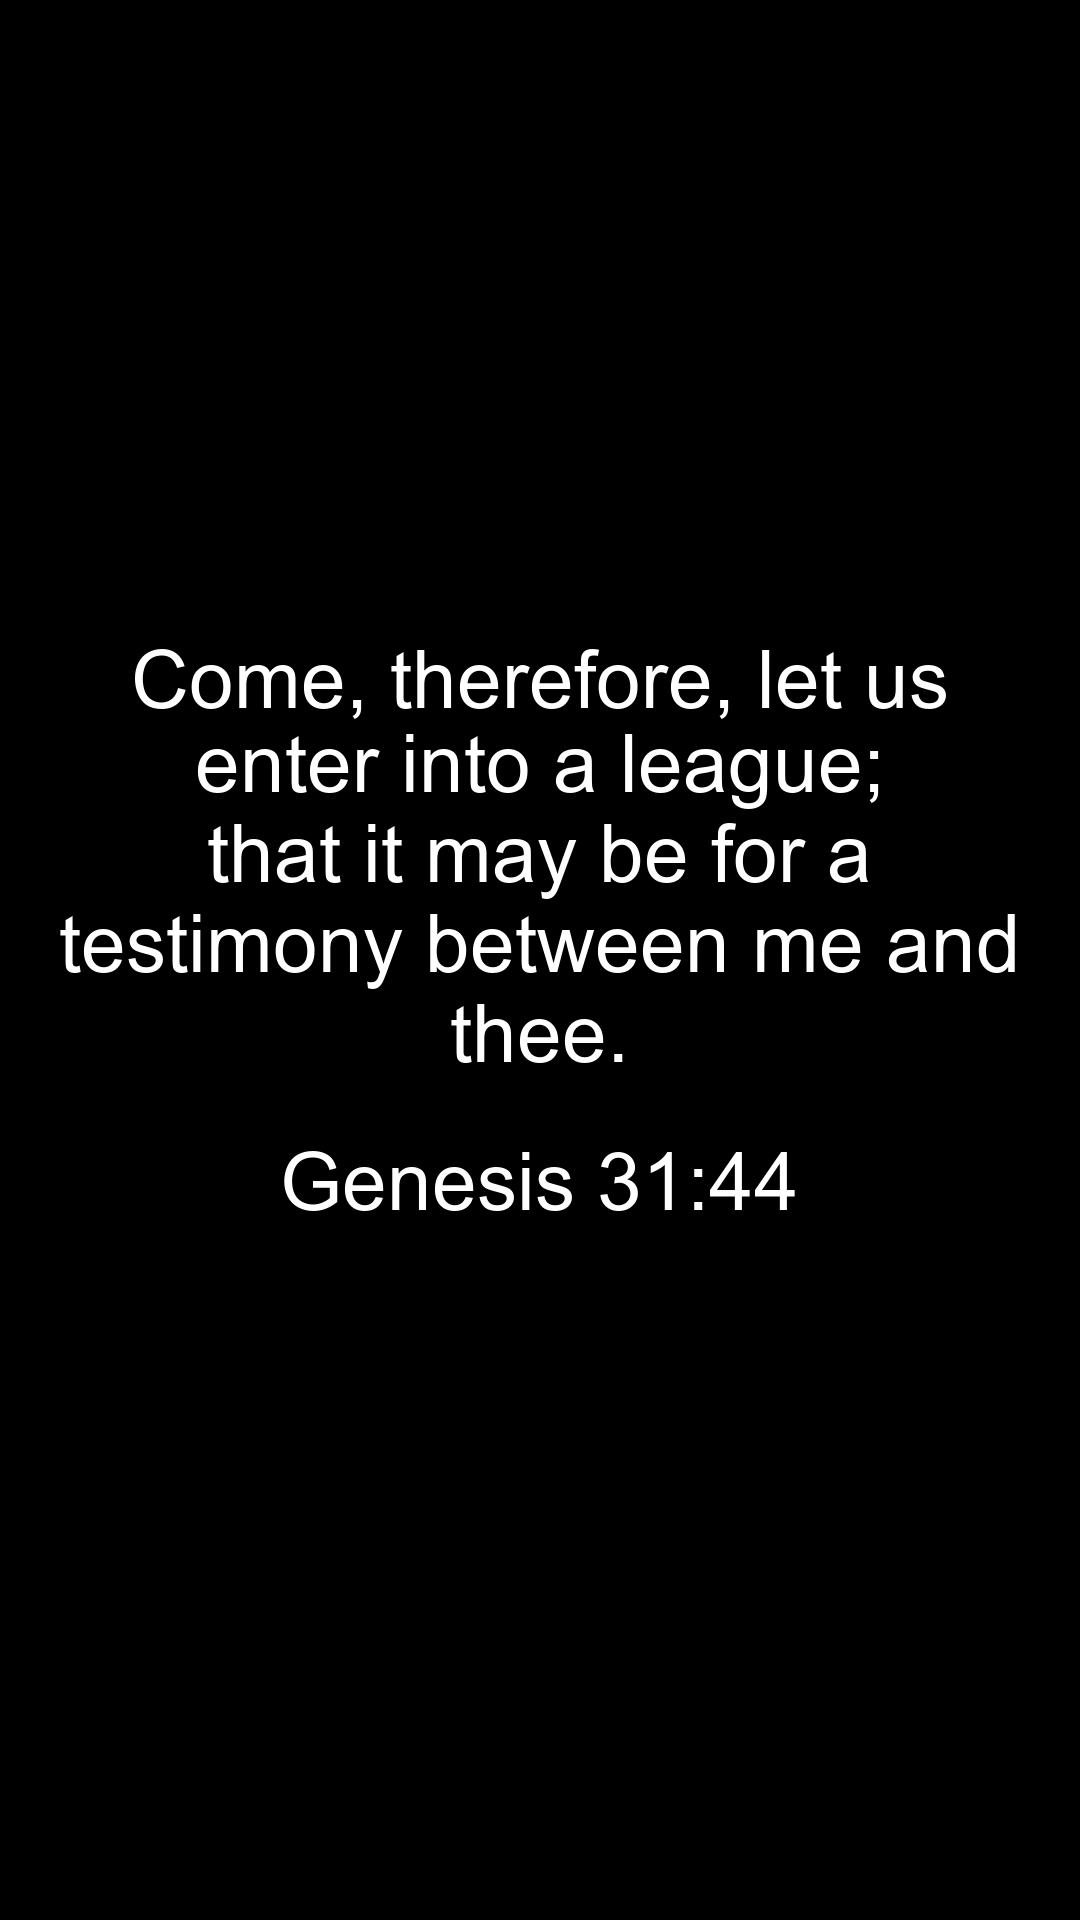 Come, therefore, let us
enter into a league;
that it may be for a
testimony between me and
thee.
Genesis 31:44